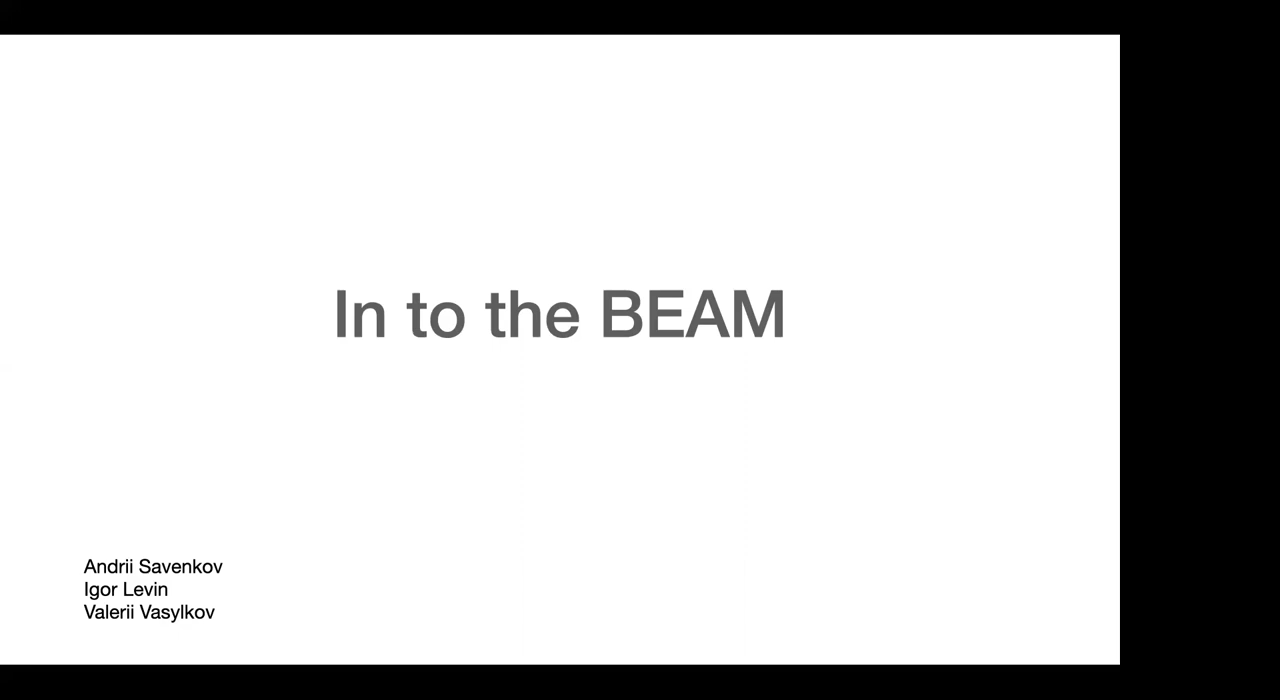 In to the BEAM
Andrii Savenkov
Igor Levin
Valerii Vasylkov